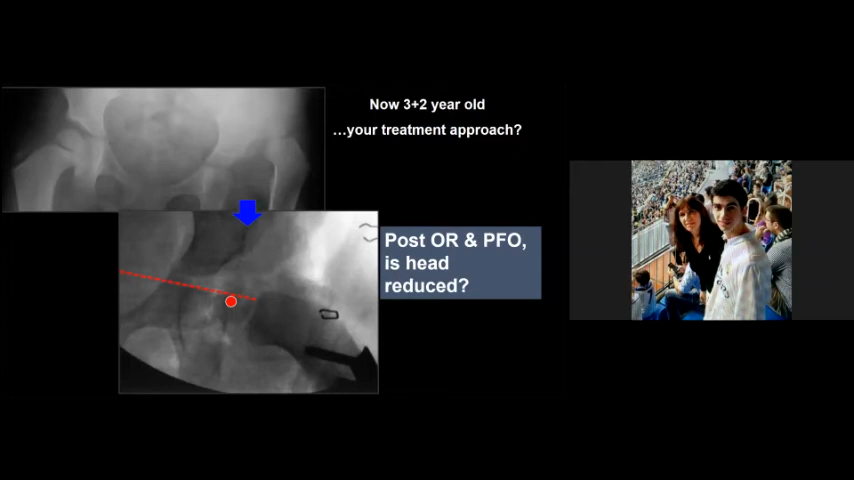 Now 3+2 year old
…your treatment approach?
Post OR & PFO,
is head
reduced?